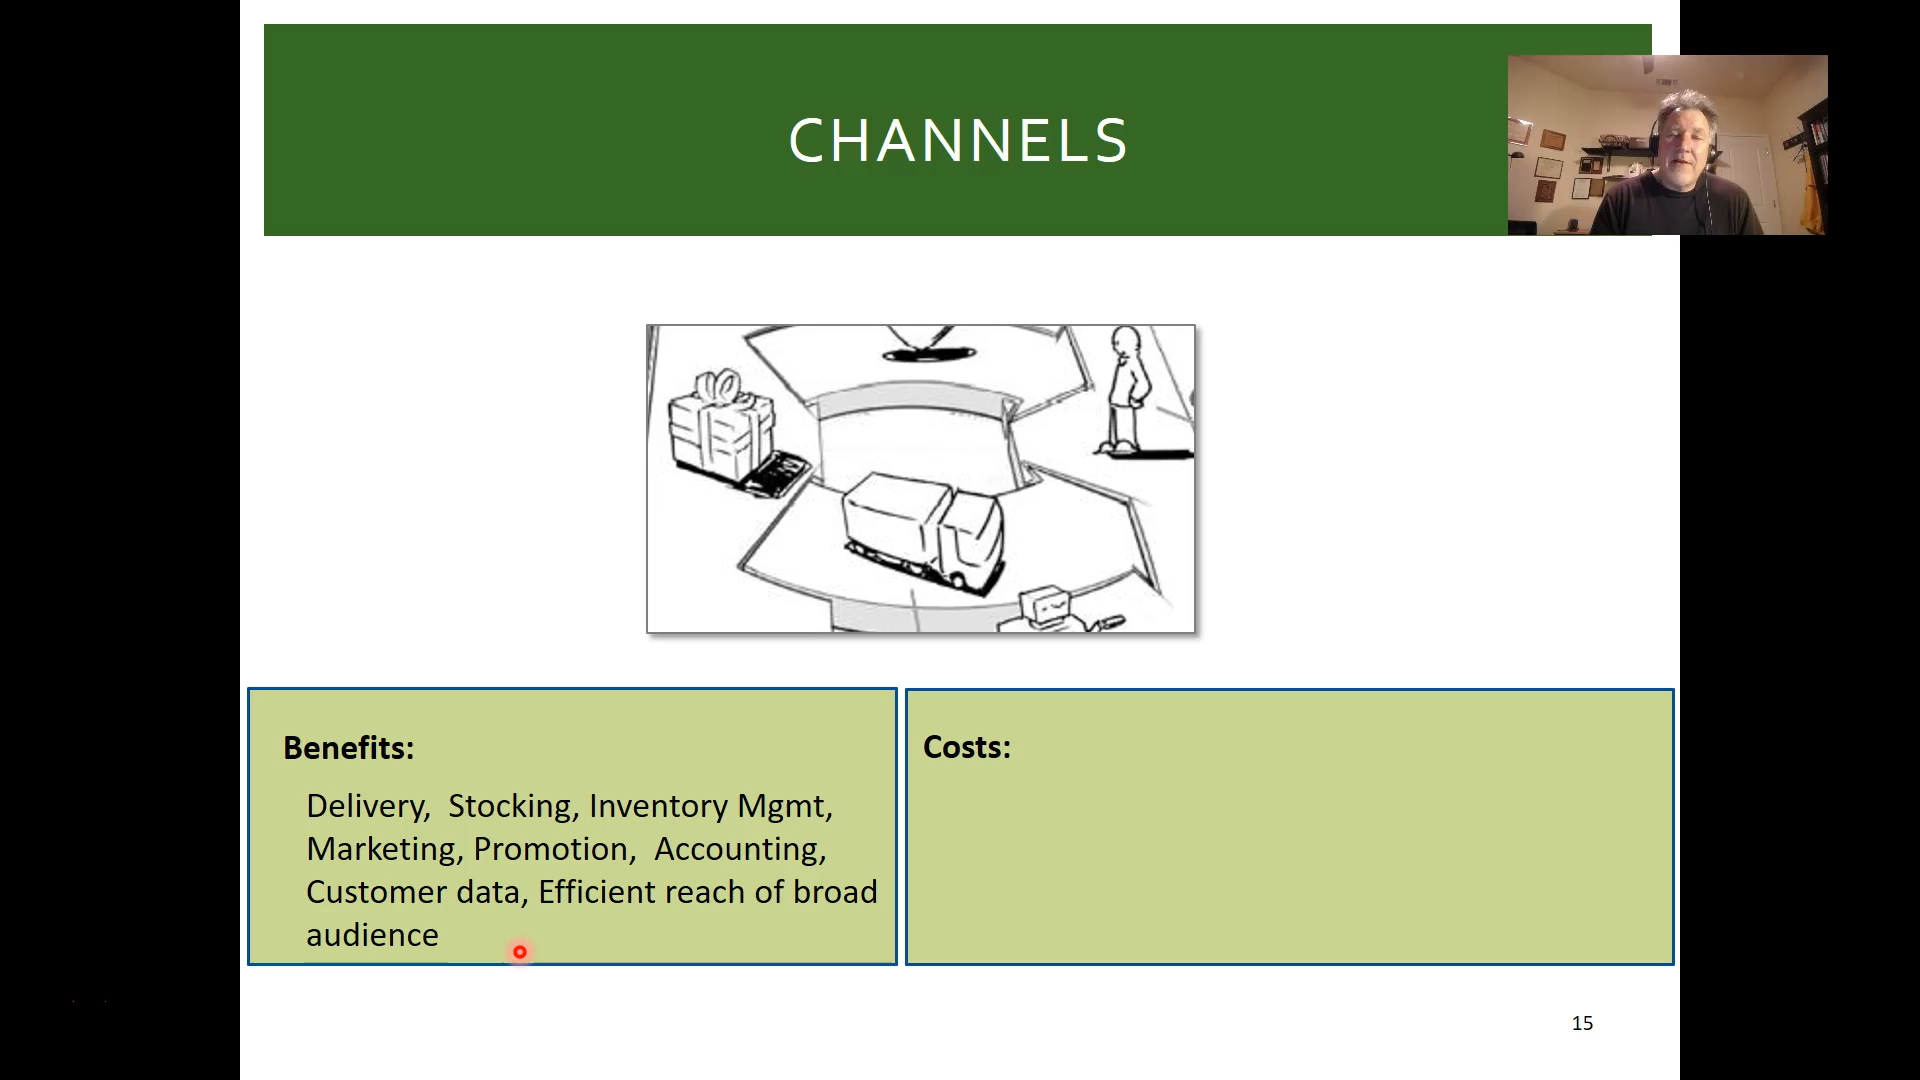 CHANNELS
Benefits:
Delivery,  Stocking, Inventory Mgmt,
Marketing, Promotion,  Accounting,
Customer data, Efficient reach of broad
audience
Costs:
15